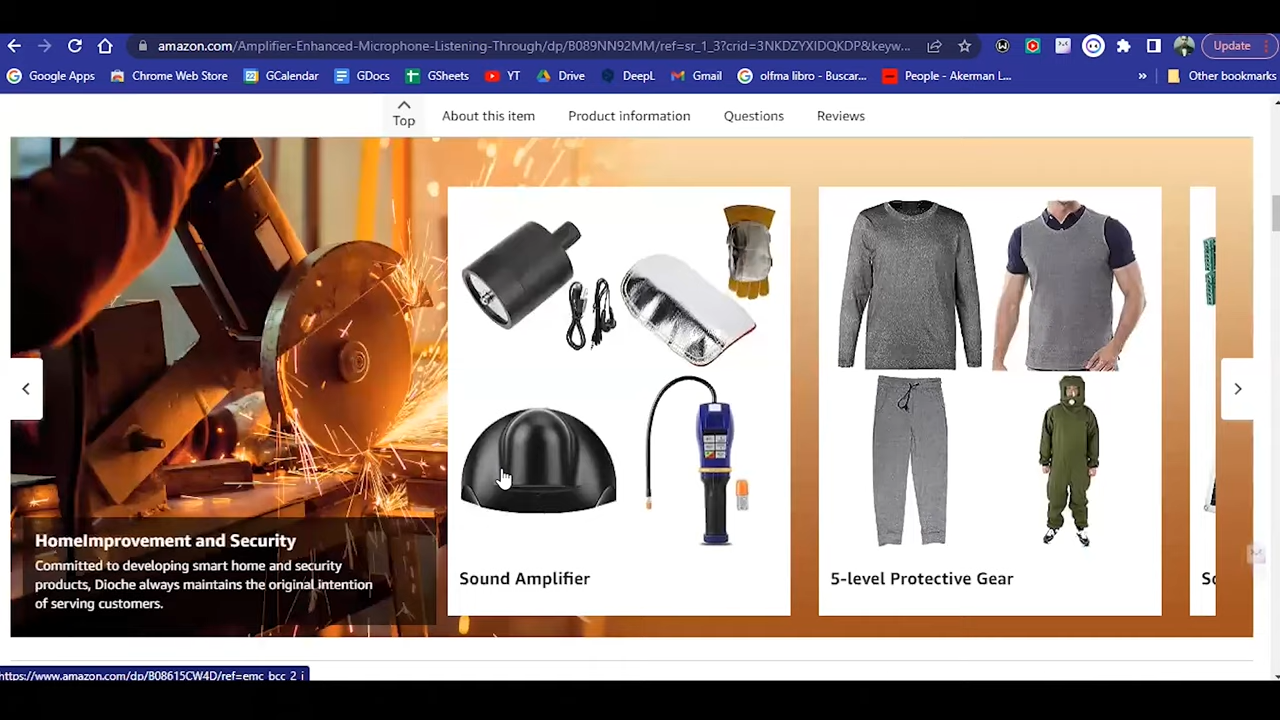 amazon.com/Amplifier-Enhanced-Microphone-Listening-Through/dp/B089NN92MM/ref=sr_1_3?crid=3NKDZYXIDQKDP&keyw...
Update
Google Apps
Chrome Web Store
GCalendar
GDocs
GSheets
YT
Drive
DeepL
Gmail
olfma libro - Buscar...
People - Akerman L...
»
Other bookmarks
Top
About this item
Product information
Questions
Reviews
HomeImprovement and Security
Committed to developing smart home and security
products, Dioche always maintains the original intention
of serving customers.
Sound Amplifier
5-level Protective Gear
https://www.amazon.com/dp/B08615CW4D/ref=emc_bcc_2_i